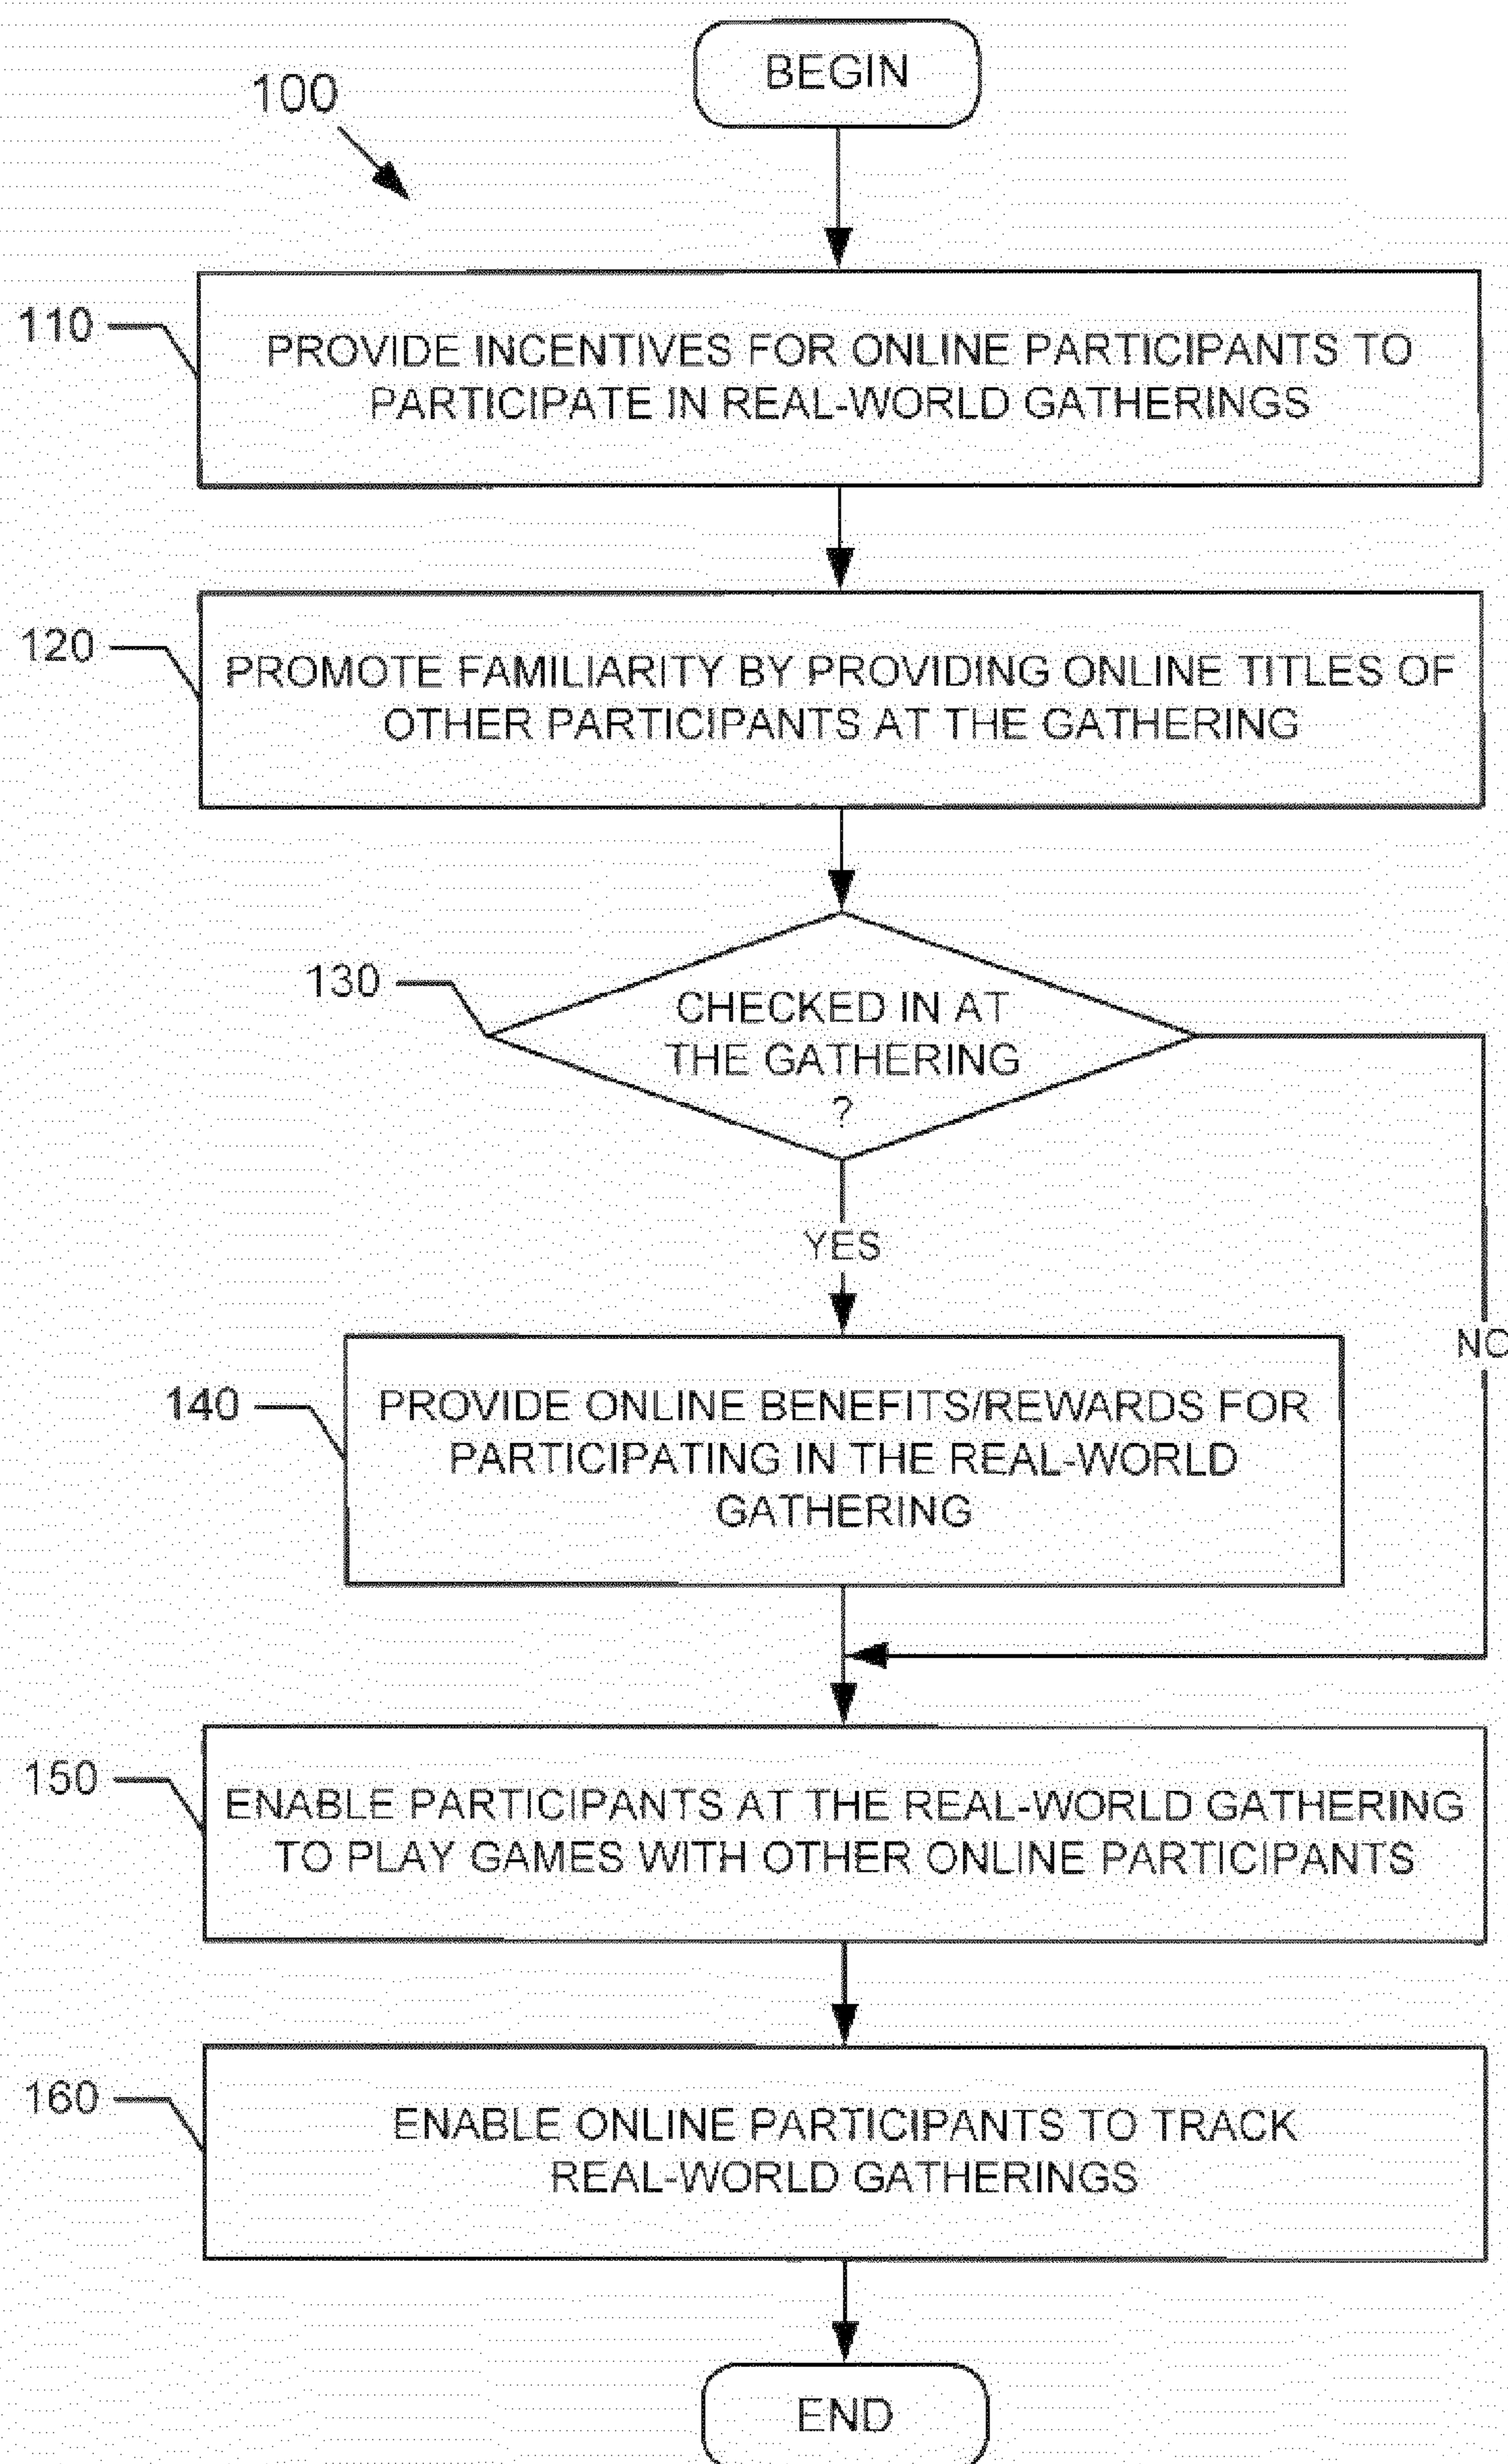 BEGIN
100
110
PROVIDE INCENTIVES FOR ONLINE PARTICIPANTS TO
PARTICIPATE IN REAL-WORLD GATHERINGS
120
PROMOTE FAMILIARITY BY PROVIDING ONLINE TITLES OF
OTHER PARTICIPANTS AT THE GATHERING
130
CHECKED IN AT
THE GATHERING
?
YES
NO
140
PROVIDE ONLINE BENEFITS/REWARDS FOR
PARTICIPATING IN THE REAL-WORLD
GATHERING
150
ENABLE PARTICIPANTS AT THE REAL-WORLD GATHERING
TO PLAY GAMES WITH OTHER ONLINE PARTICIPANTS
160
ENABLE ONLINE PARTICIPANTS TO TRACK
REAL-WORLD GATHERINGS
END